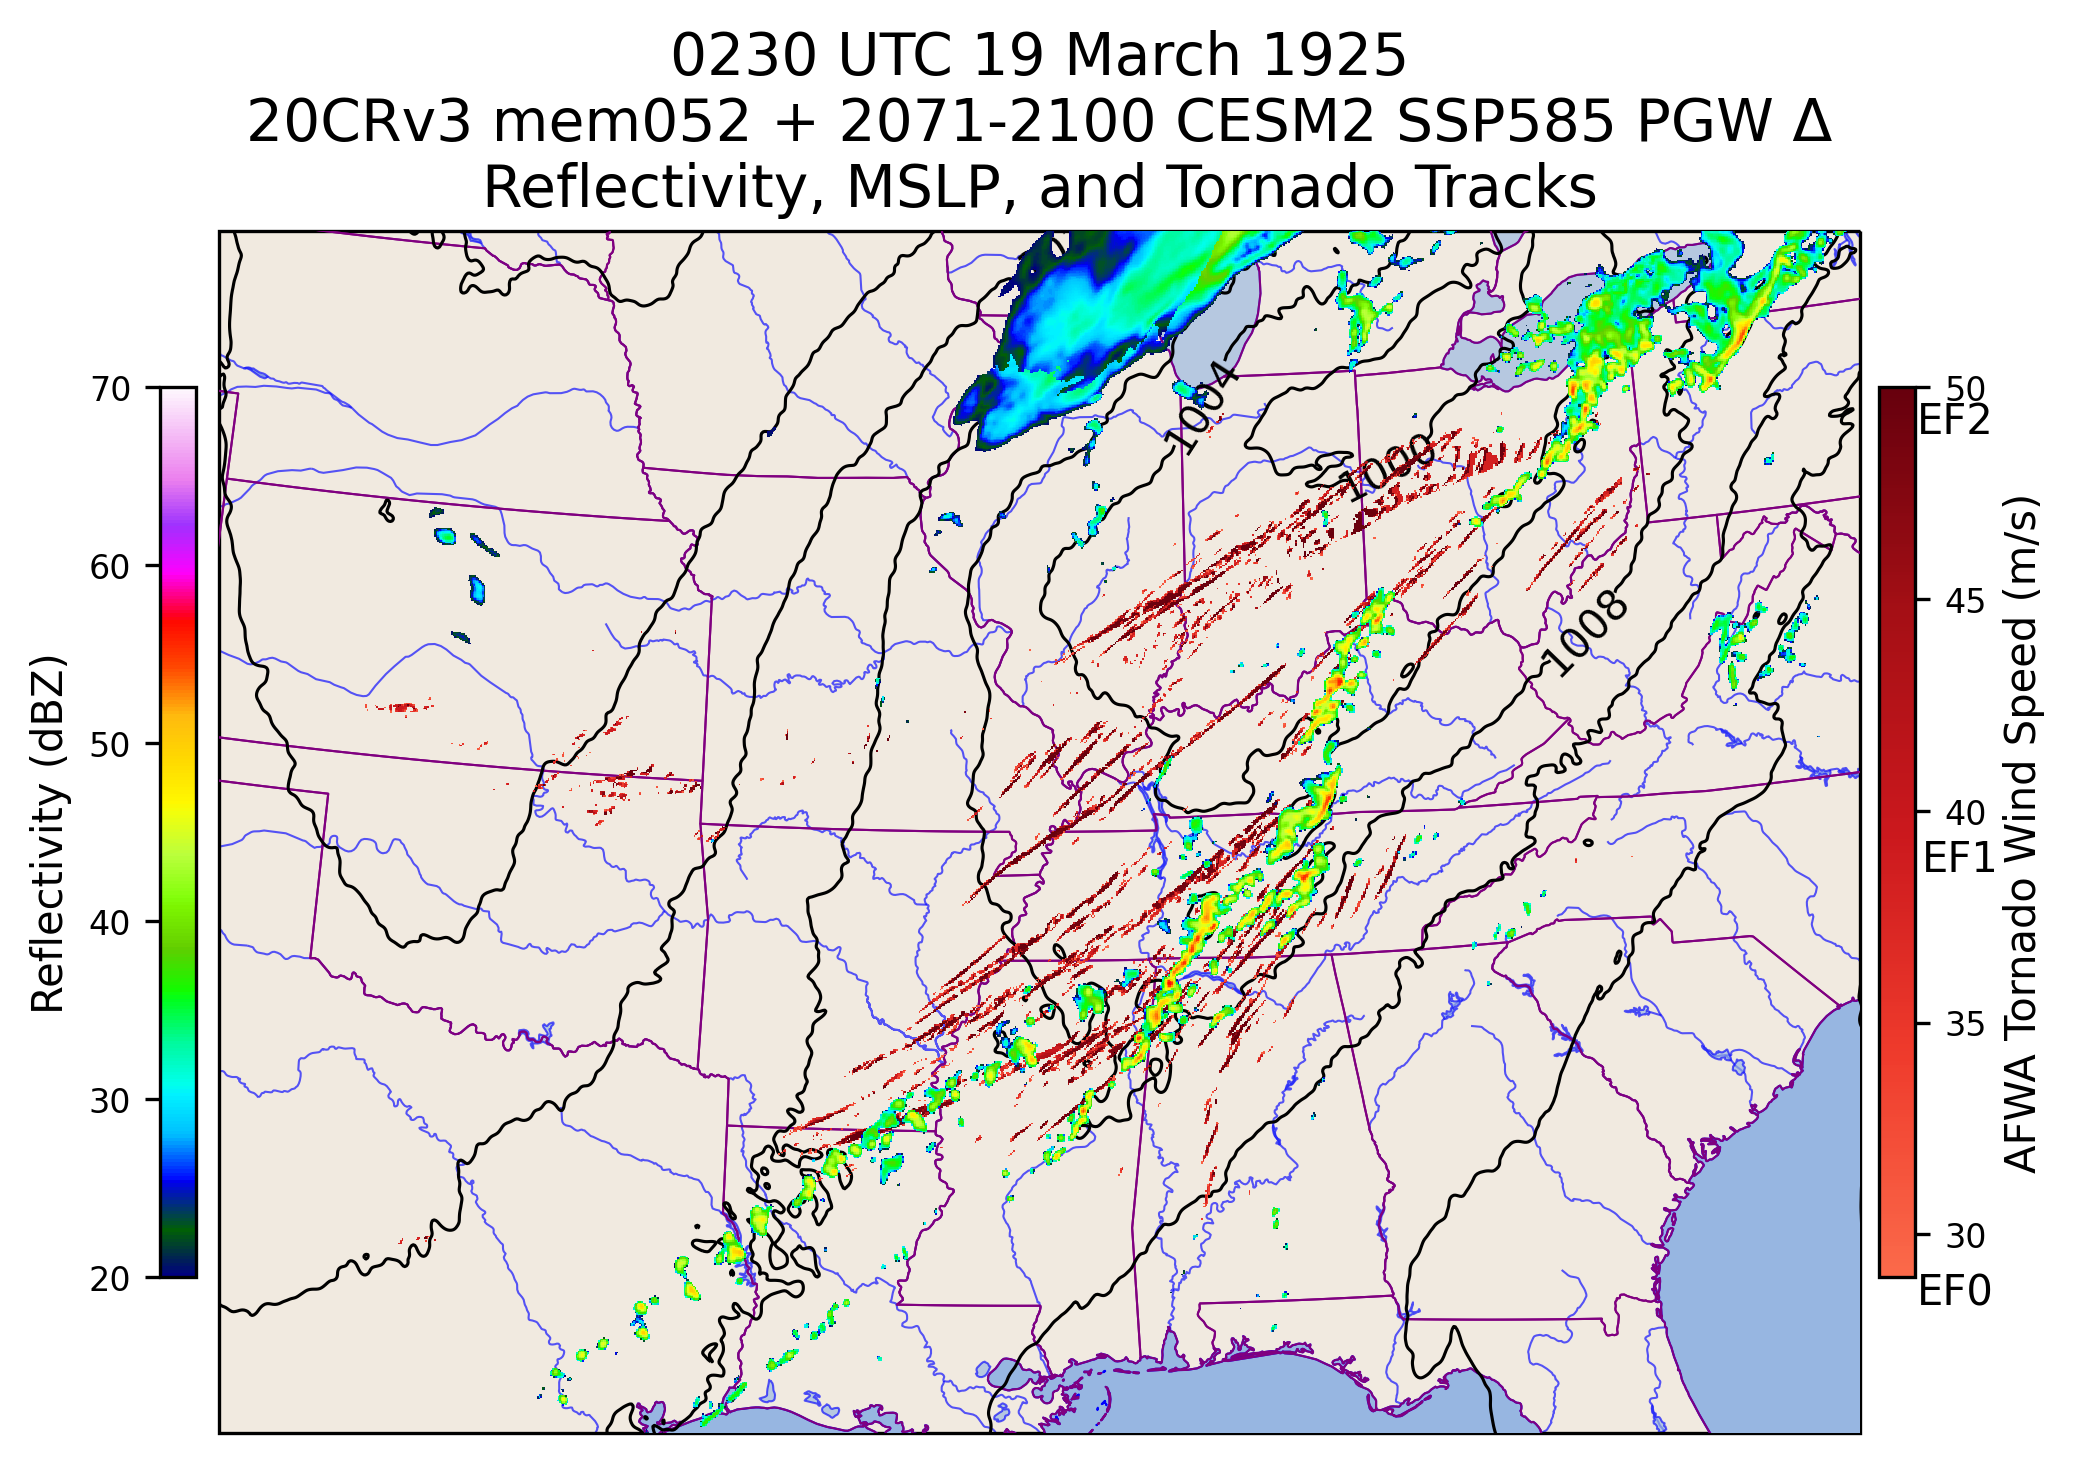 0230 UTC 19 March 1925
20CRv3 mem052 + 2071-2100 CESM2 SSP585 PGW Δ
Reflectivity, MSLP, and Tornado Tracks
Reflectivity (dBZ)
70
60
50
40
30
20
1004
1000
1008
50
EF2
45
40
EF1
35
30
EF0
AFWA Tornado Wind Speed (m/s)